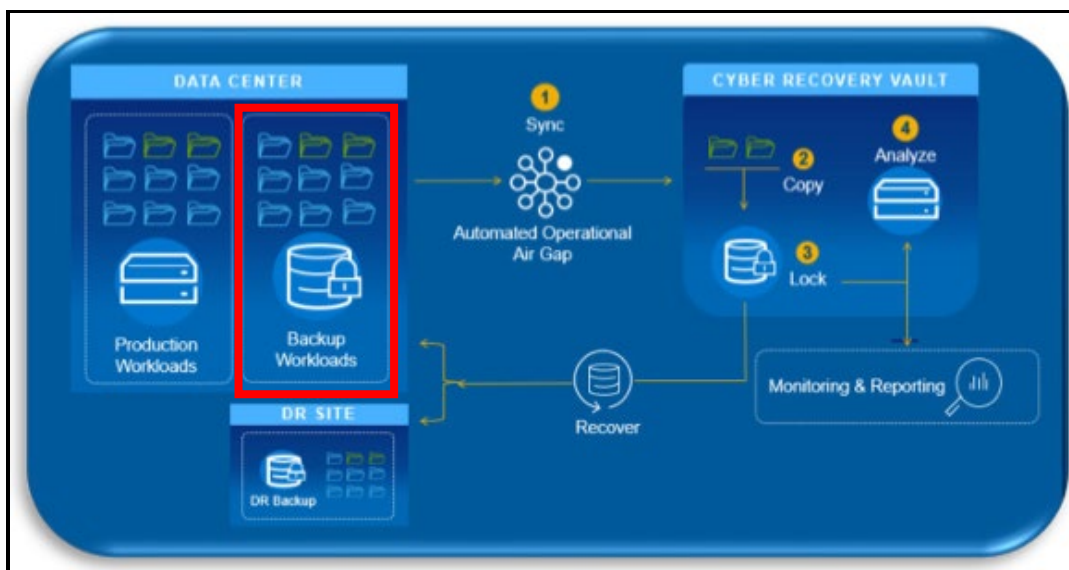 DATA CENTER
Production
Workloads
Backup
Workloads
1
Sync
Automated Operational
Air Gap
CYBER RECOVERY VAULT
2
Copy
3
Lock
4
Analyze
Monitoring & Reporting
Recover
DR SITE
DR Backup